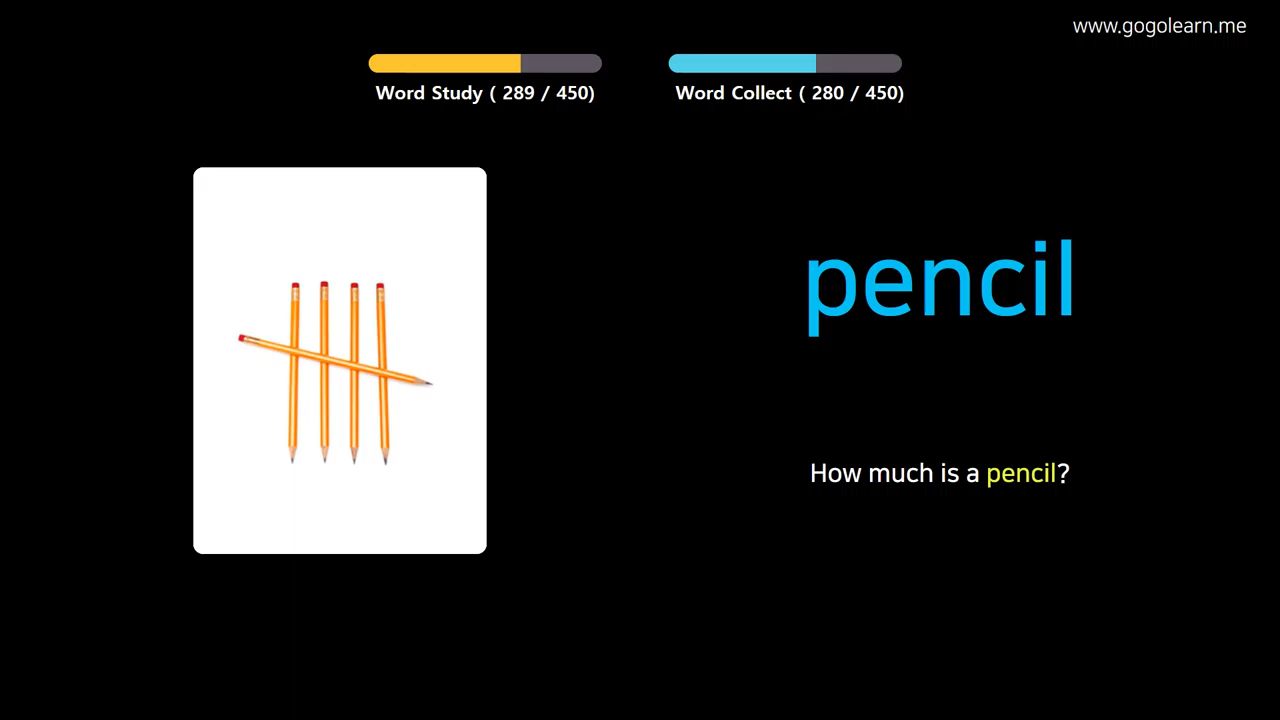 www.gogolearn.me
Word Study ( 289 / 450)
Word Collect ( 280 / 450)
pencil
How much is a pencil?